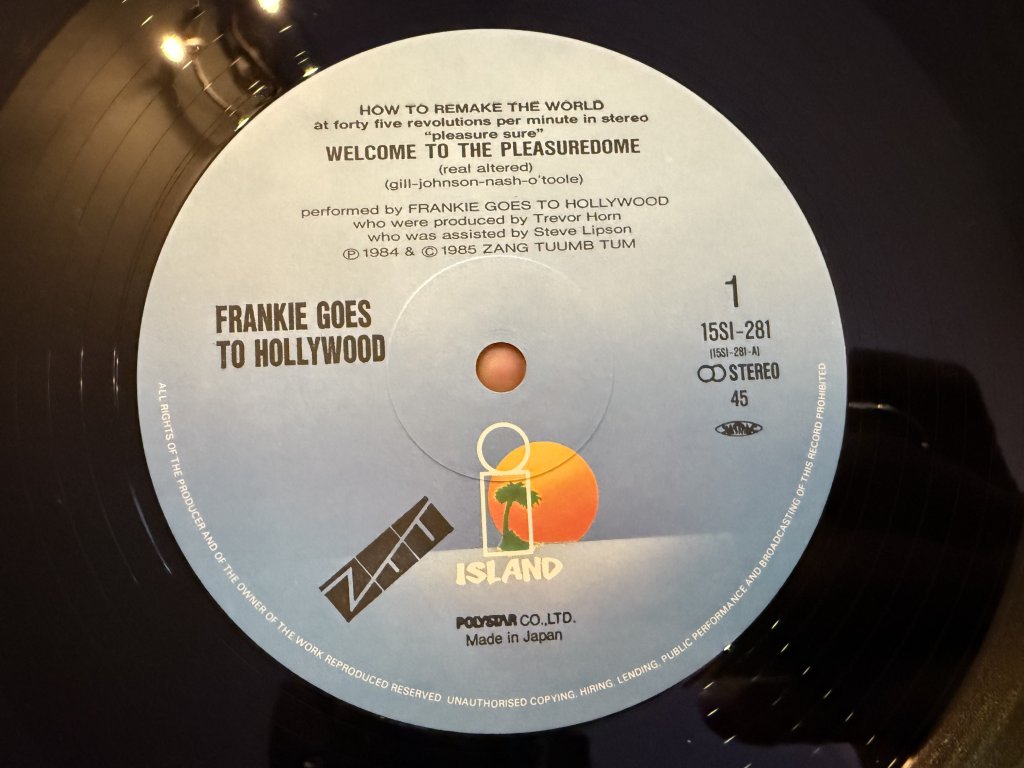 HOW TO REMAKE THE WORLD
at forty five revolutions per minute in stereo
"pleasure sure"
WELCOME TO THE PLEASUREDOME
(real altered)
(gill-johnson-nash-o'toole)
performed by FRANKIE GOES TO HOLLYWOOD
who were produced by Trevor Horn
who was assisted by Steve Lipson
℗ 1984 & © 1985 ZANG TUUMB TUM
FRANKIE GOES
TO HOLLYWOOD
1
15SI-281
(15SI-281-A)
STEREO
45
JASRAC
ZTT
ISLAND
POLYSTAR CO.,LTD.
Made in Japan
ALL RIGHTS OF THE PRODUCER AND OF THE OWNER OF THE WORK REPRODUCED RESERVED UNAUTHORISED COPYING, HIRING, LENDING, PUBLIC PERFORMANCE AND BROADCASTING OF THIS RECORD PROHIBITED